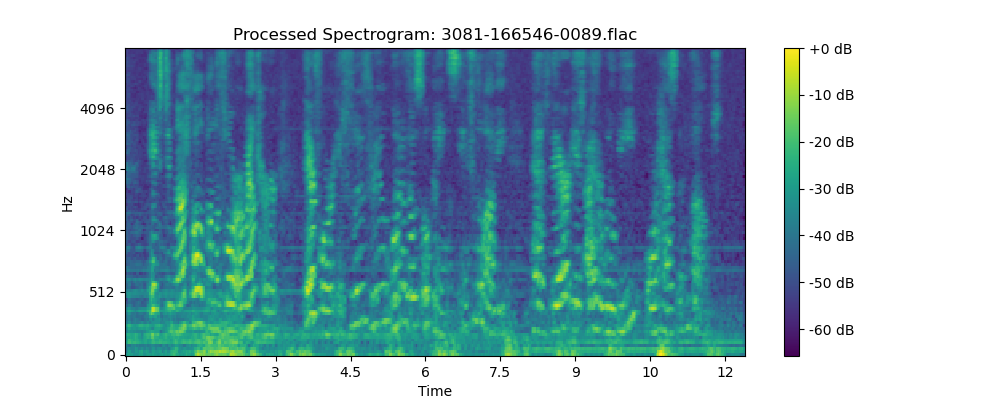 Processed Spectrogram: 3081-166546-0089.flac
Hz
4096
2048
1024
512
0
0 1.5 3 4.5 6 7.5 9 10 12
Time
+0 dB
-10 dB
-20 dB
-30 dB
-40 dB
-50 dB
-60 dB